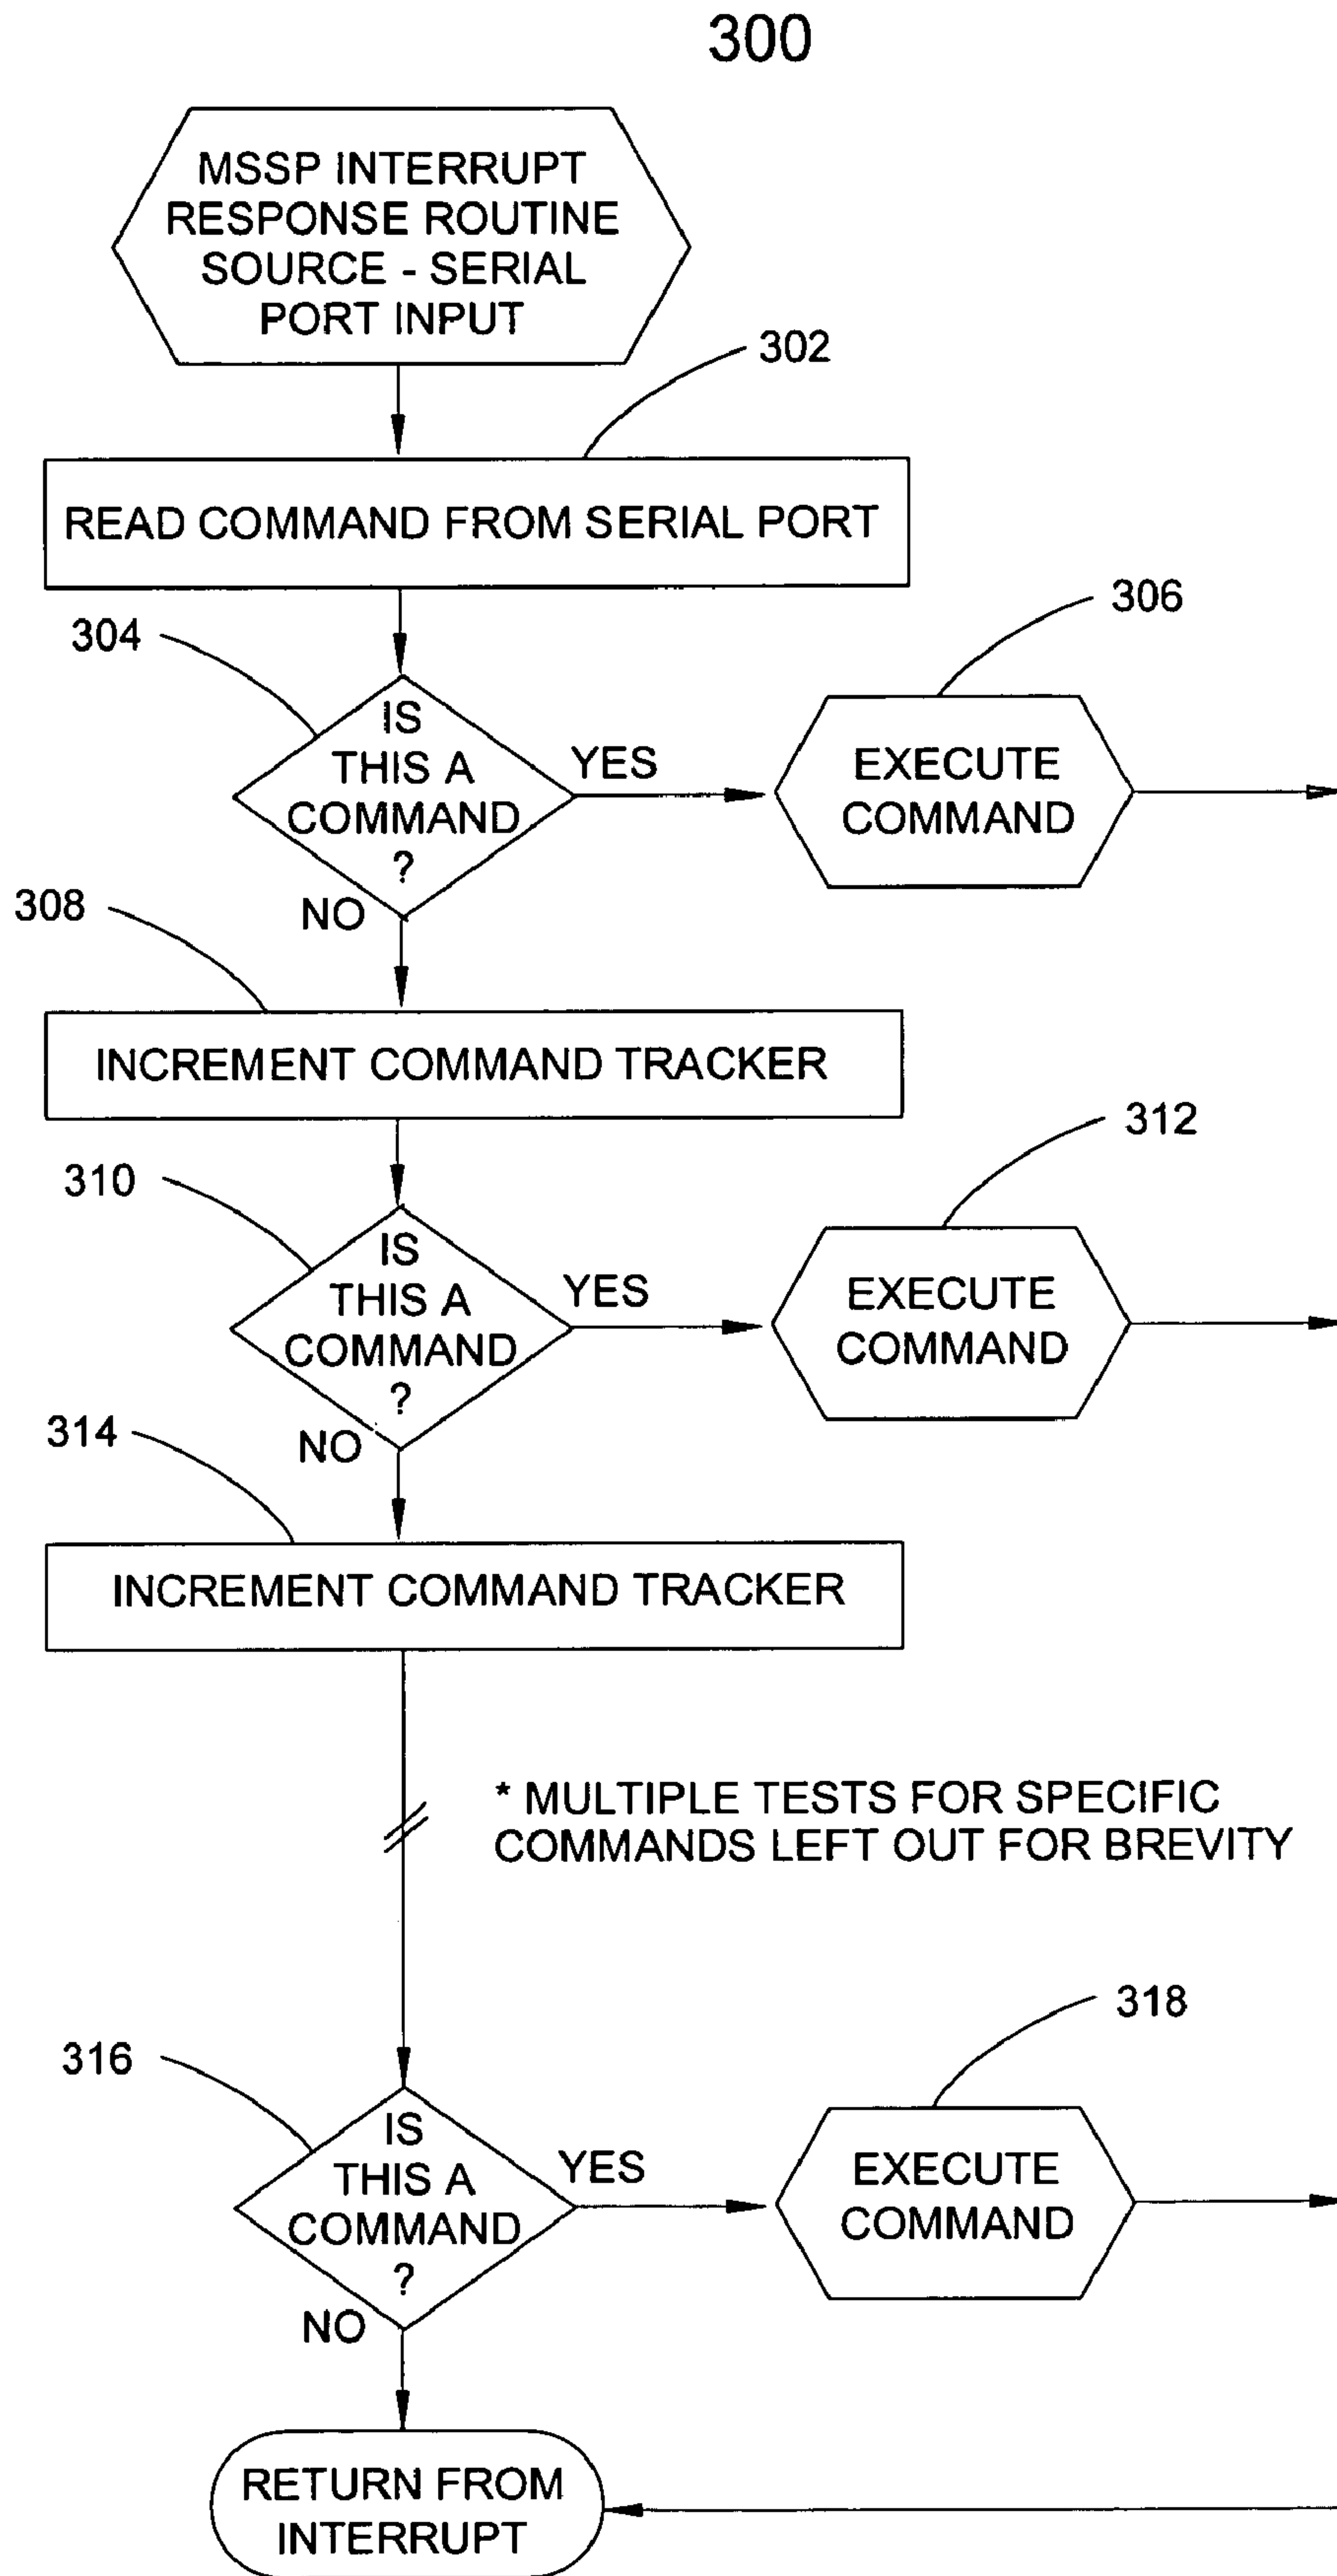 300
MSSP INTERRUPT
RESPONSE ROUTINE
SOURCE - SERIAL
PORT INPUT
302
READ COMMAND FROM SERIAL PORT
304
IS
THIS A
COMMAND
?
YES
NO
306
EXECUTE
COMMAND
308
INCREMENT COMMAND TRACKER
310
IS
THIS A
COMMAND
?
YES
NO
312
EXECUTE
COMMAND
314
INCREMENT COMMAND TRACKER
* MULTIPLE TESTS FOR SPECIFIC
COMMANDS LEFT OUT FOR BREVITY
316
IS
THIS A
COMMAND
?
YES
NO
318
EXECUTE
COMMAND
RETURN FROM
INTERRUPT